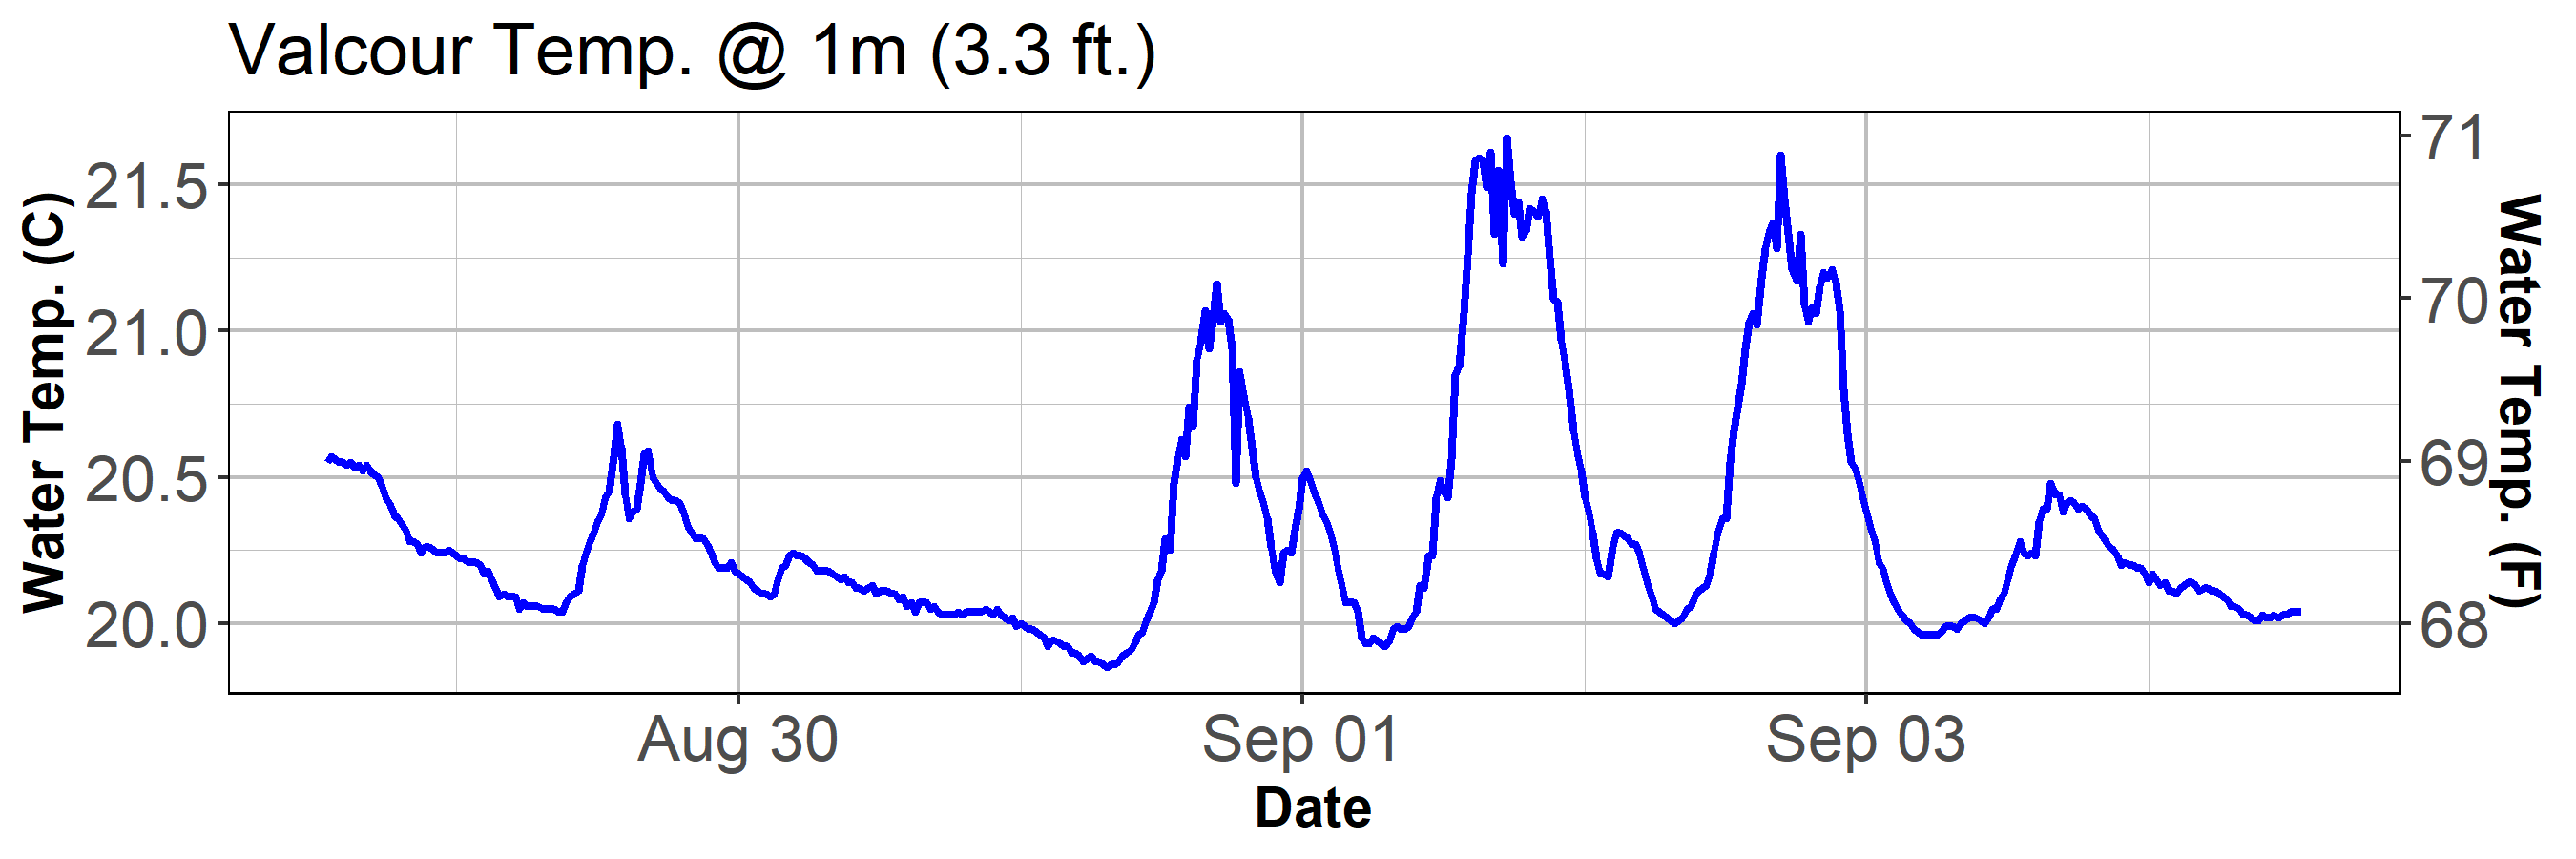 Valcour Temp. @ 1m (3.3 ft.)
Water Temp. (C)
21.5
21.0
20.5
20.0
71
70
69
68
Water Temp. (F)
Aug 30
Sep 01
Sep 03
Date